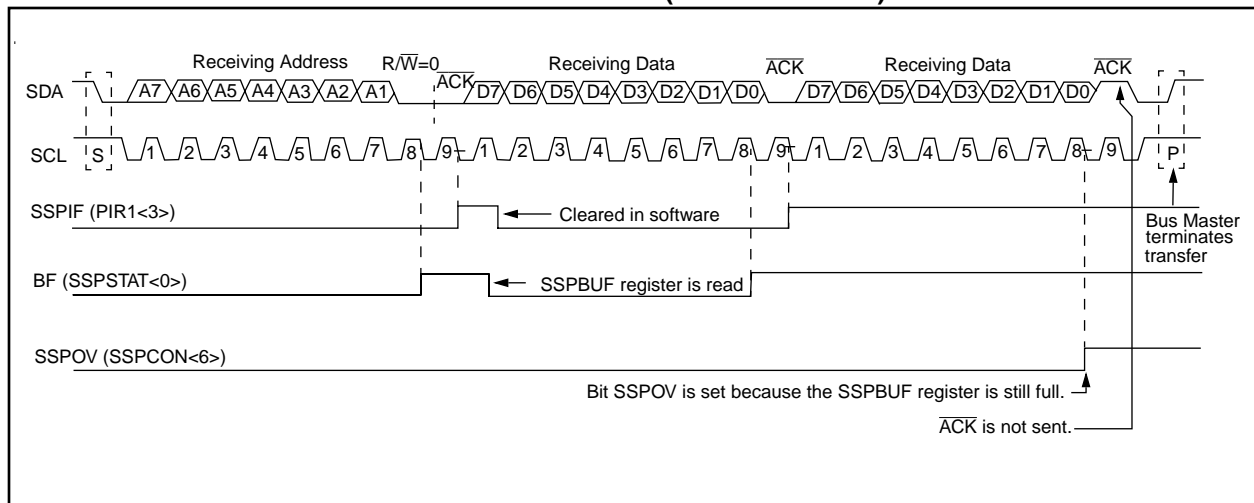 Receiving Address R/W=0 ACK Receiving Data ACK Receiving Data ACK
SDA A7 A6 A5 A4 A3 A2 A1 D7 D6 D5 D4 D3 D2 D1 D0 D7 D6 D5 D4 D3 D2 D1 D0
SCL S 1 2 3 4 5 6 7 8 9 1 2 3 4 5 6 7 8 9 1 2 3 4 5 6 7 8 9 P
SSPIF (PIR1<3>)
Cleared in software
Bus Master
terminates
transfer
BF (SSPSTAT<0>)
SSPBUF register is read
SSPOV (SSPCON<6>)
Bit SSPOV is set because the SSPBUF register is still full.
ACK is not sent.